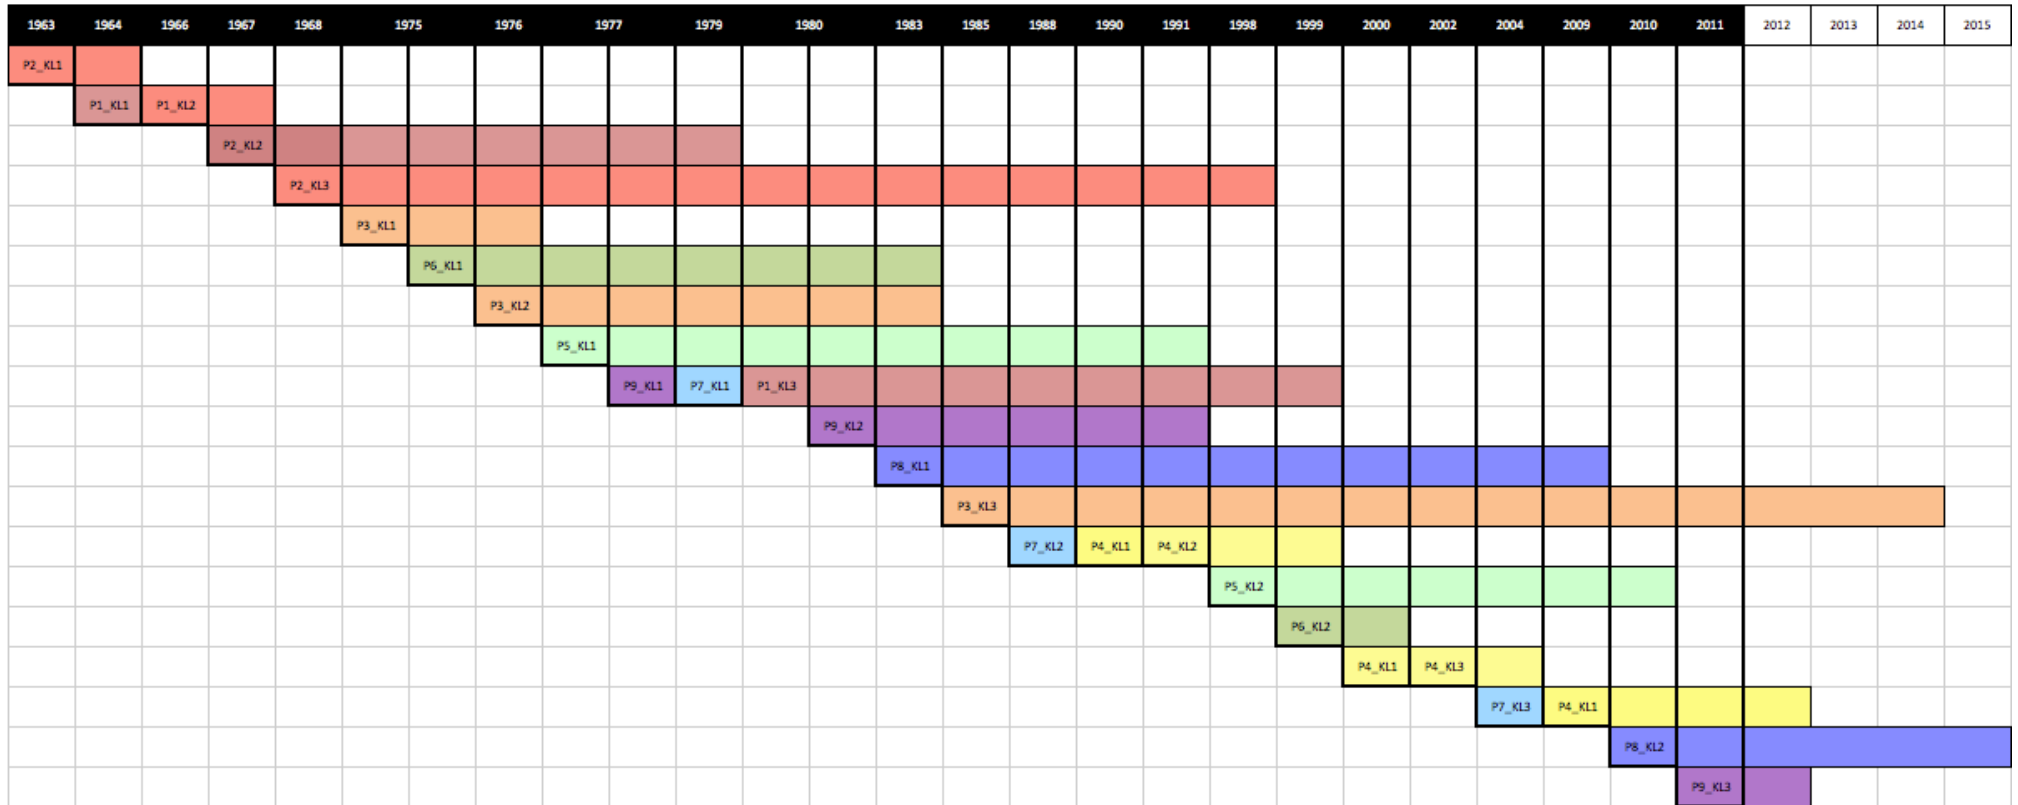 1963 1964 1966 1967 1968 1975 1976 1977 1979 1980 1983 1985 1988 1990 1991 1998 1999 2000 2002 2004 2009 2010 2011 2012 2013 2014 2015
P2_KL1
P1_KL1 P1_KL2
P2_KL2
P2_KL3
P3_KL1
P6_KL1
P3_KL2
P5_KL1
P9_KL1 P7_KL1 P1_KL3
P9_KL2
P8_KL1
P3_KL3
P7_KL2 P4_KL1 P4_KL2
P5_KL2
P6_KL2
P4_KL1 P4_KL3
P7_KL3 P4_KL1
P8_KL2
P9_KL3